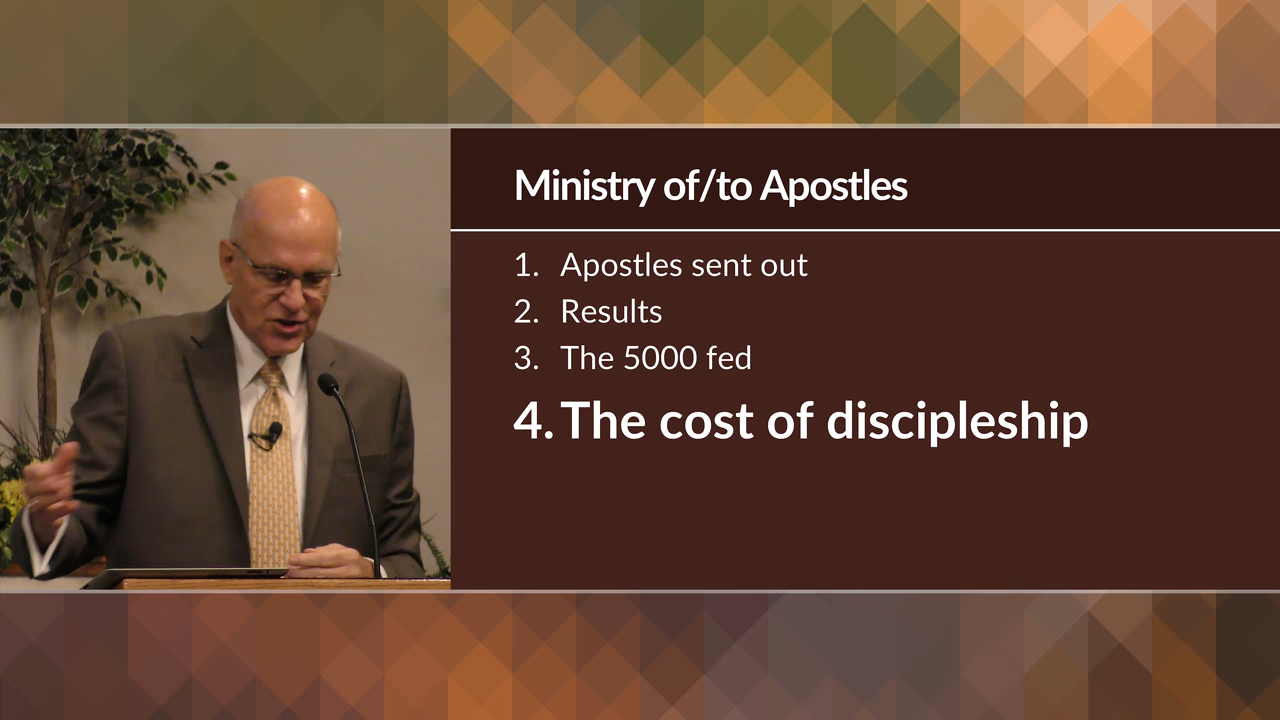 Ministry of/to Apostles
1. Apostles sent out
2. Results
3. The 5000 fed
4. The cost of discipleship